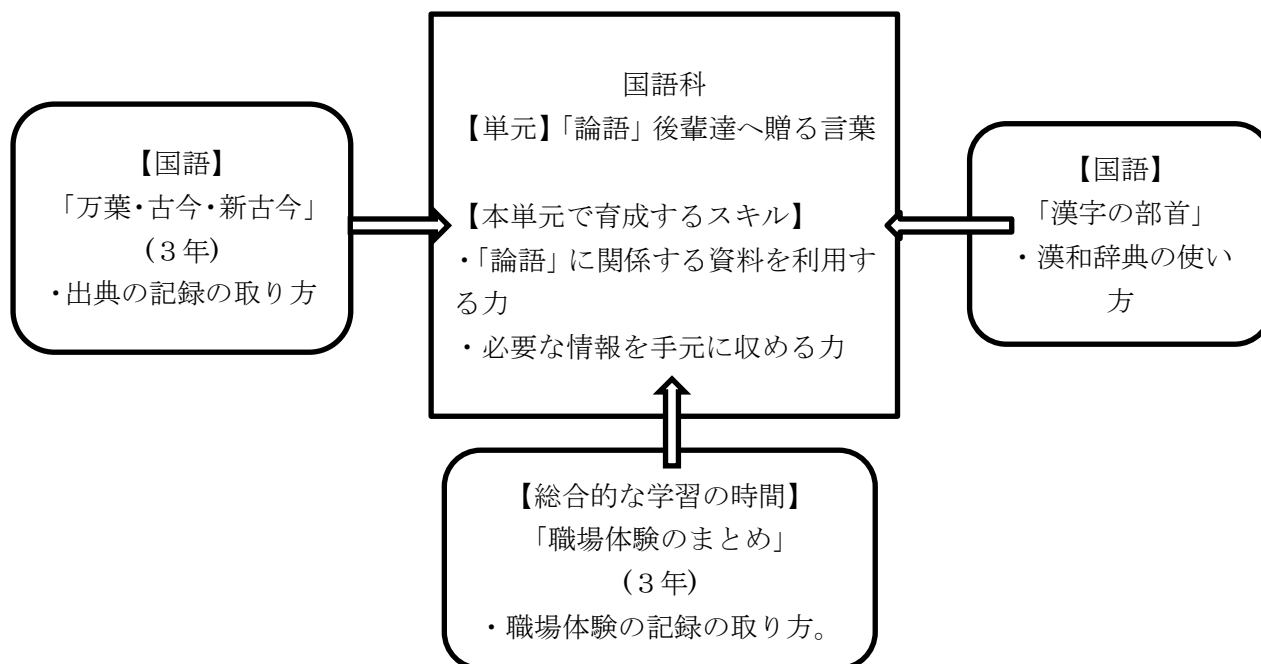 国語科
【単元】「論語」後輩達へ贈る言葉
【本単元で育成するスキル】
・「論語」に関係する資料を利用す
る力
・必要な情報を手元に収める力
【国語】
「万葉・古今・新古今」
(３年)
・出典の記録の取り方
【国語】
「漢字の部首」
・漢和辞典の使い
方
【総合的な学習の時間】
「職場体験のまとめ」
(３年)
・職場体験の記録の取り方。